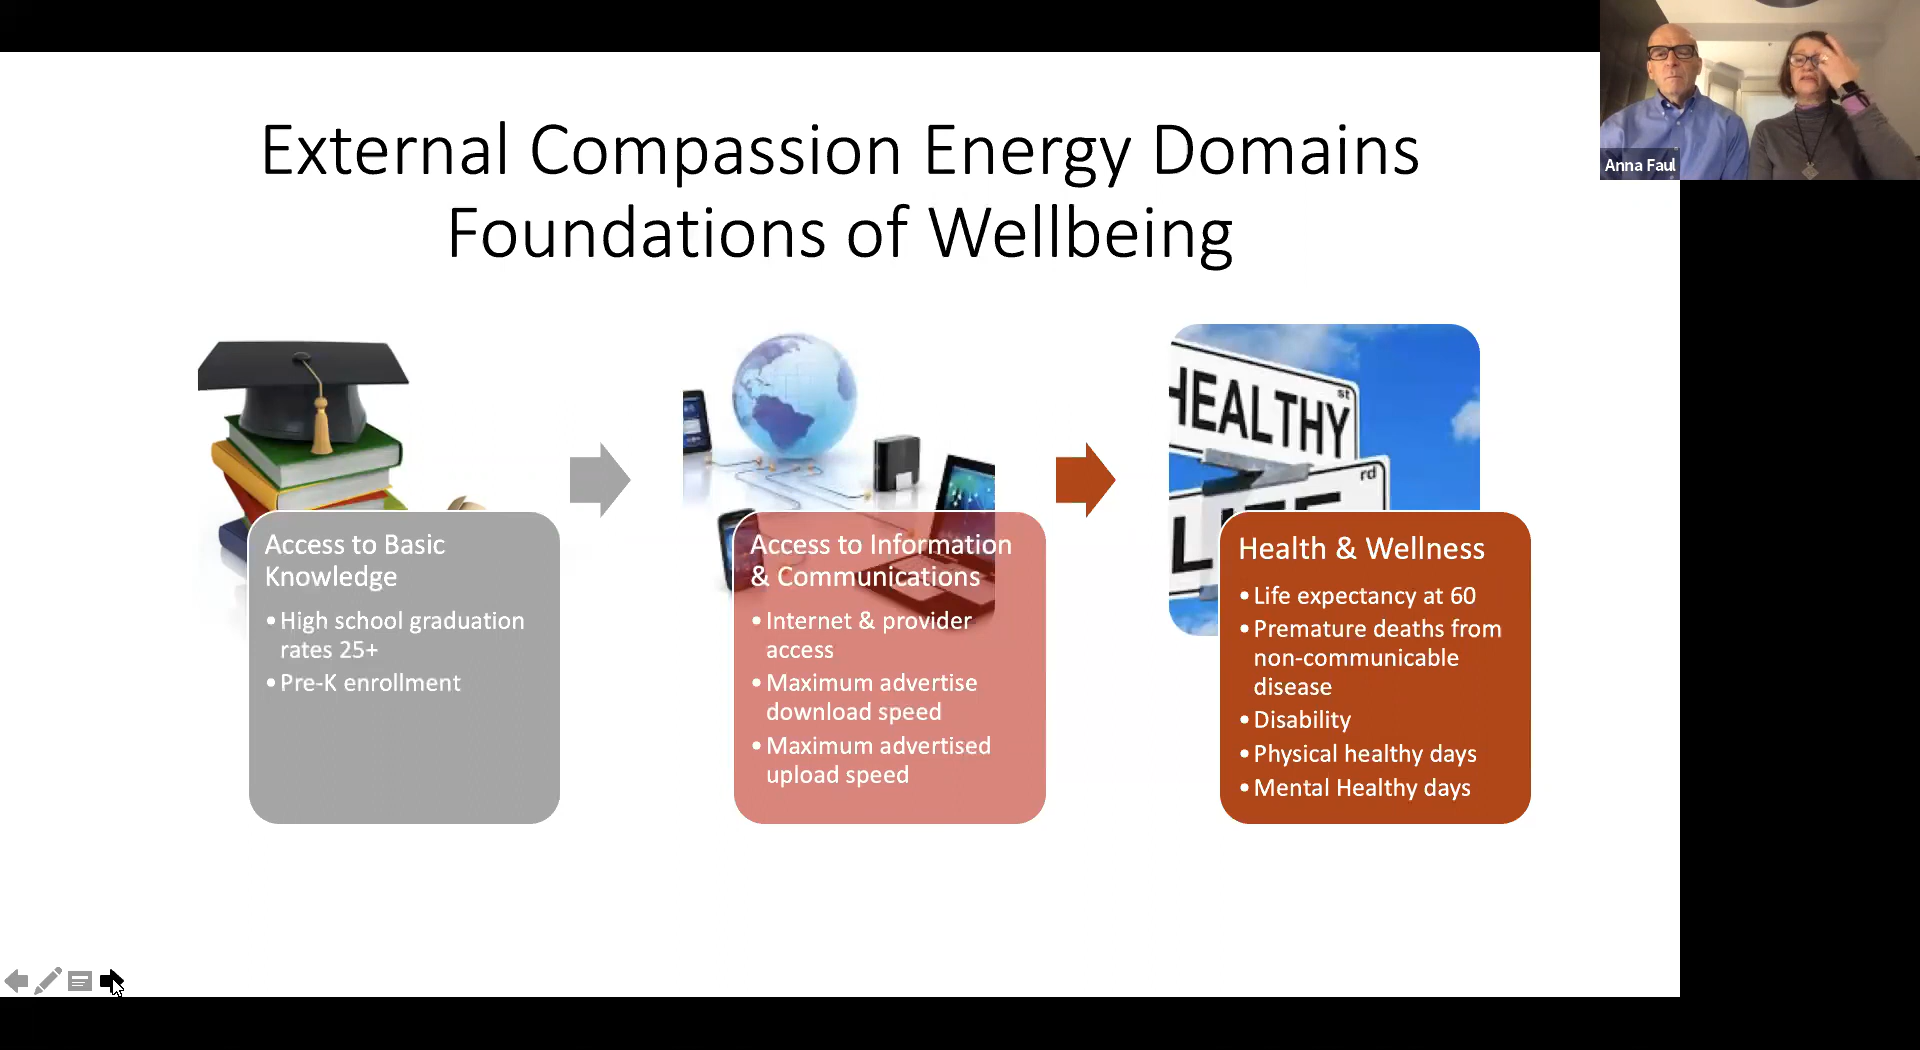 External Compassion Energy Domains
Foundations of Wellbeing
Anna Faul
Access to Basic
Knowledge
•High school graduation
rates 25+
•Pre-K enrollment
Access to Information
& Communications
•Internet & provider
access
•Maximum advertise
download speed
•Maximum advertised
upload speed
HEALTHY
st
rd
Health & Wellness
•Life expectancy at 60
•Premature deaths from
non-communicable
disease
•Disability
•Physical healthy days
•Mental Healthy days